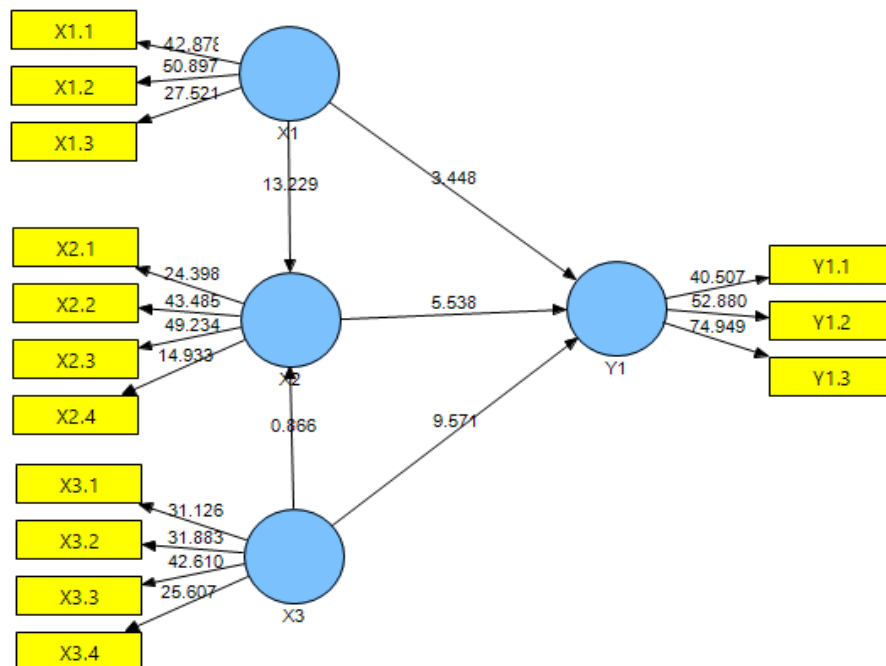 X1.1
42.878
X1.2
50.897
27.521
X1.3
X1
13.229
3.448
X2.1
24.398
X2.2
43.485
X2.3
49.234
14.933
X2.4
X2
5.538
Y1
40.507
Y1.1
52.880
Y1.2
74.949
Y1.3
0.866
9.571
X3.1
31.126
X3.2
31.883
42.610
X3.3
25.607
X3.4
X3